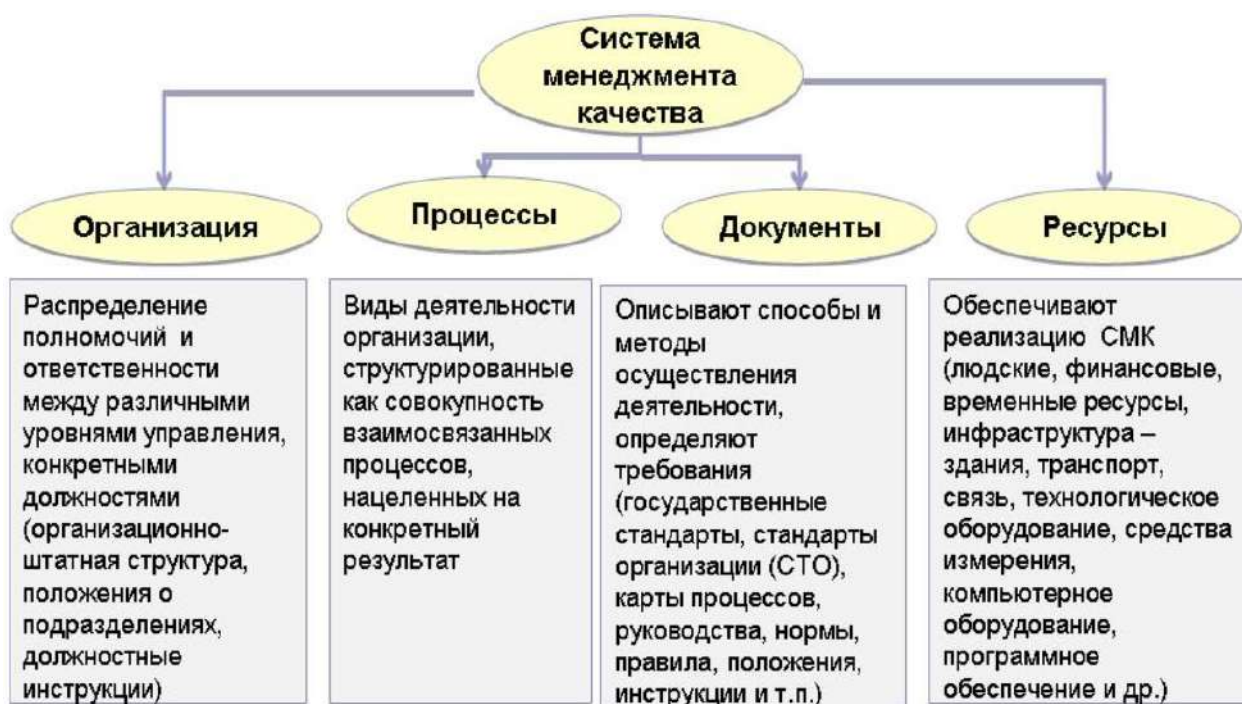 Система
менеджмента
качества
Организация
Процессы
Документы
Ресурсы
Распределение
полномочий и
ответственности
между различными
уровнями управления,
конкретными
должностями
(организационно-
штатная структура,
положения о
подразделениях,
должностные
инструкции)
Виды деятельности
организации,
структурированные
как совокупность
взаимосвязанных
процессов,
нацеленных на
конкретный
результат
Описывают способы и
методы
осуществления
деятельности,
определяют
требования
(государственные
стандарты, стандарты
организации (СТО),
карты процессов,
руководства, нормы,
правила, положения,
инструкции и т.п.)
Обеспечивают
реализацию СМК
(людские, финансовые,
временные ресурсы,
инфраструктура –
здания, транспорт,
связь, технологическое
оборудование, средства
измерения,
компьютерное
оборудование,
программное
обеспечение и др.)